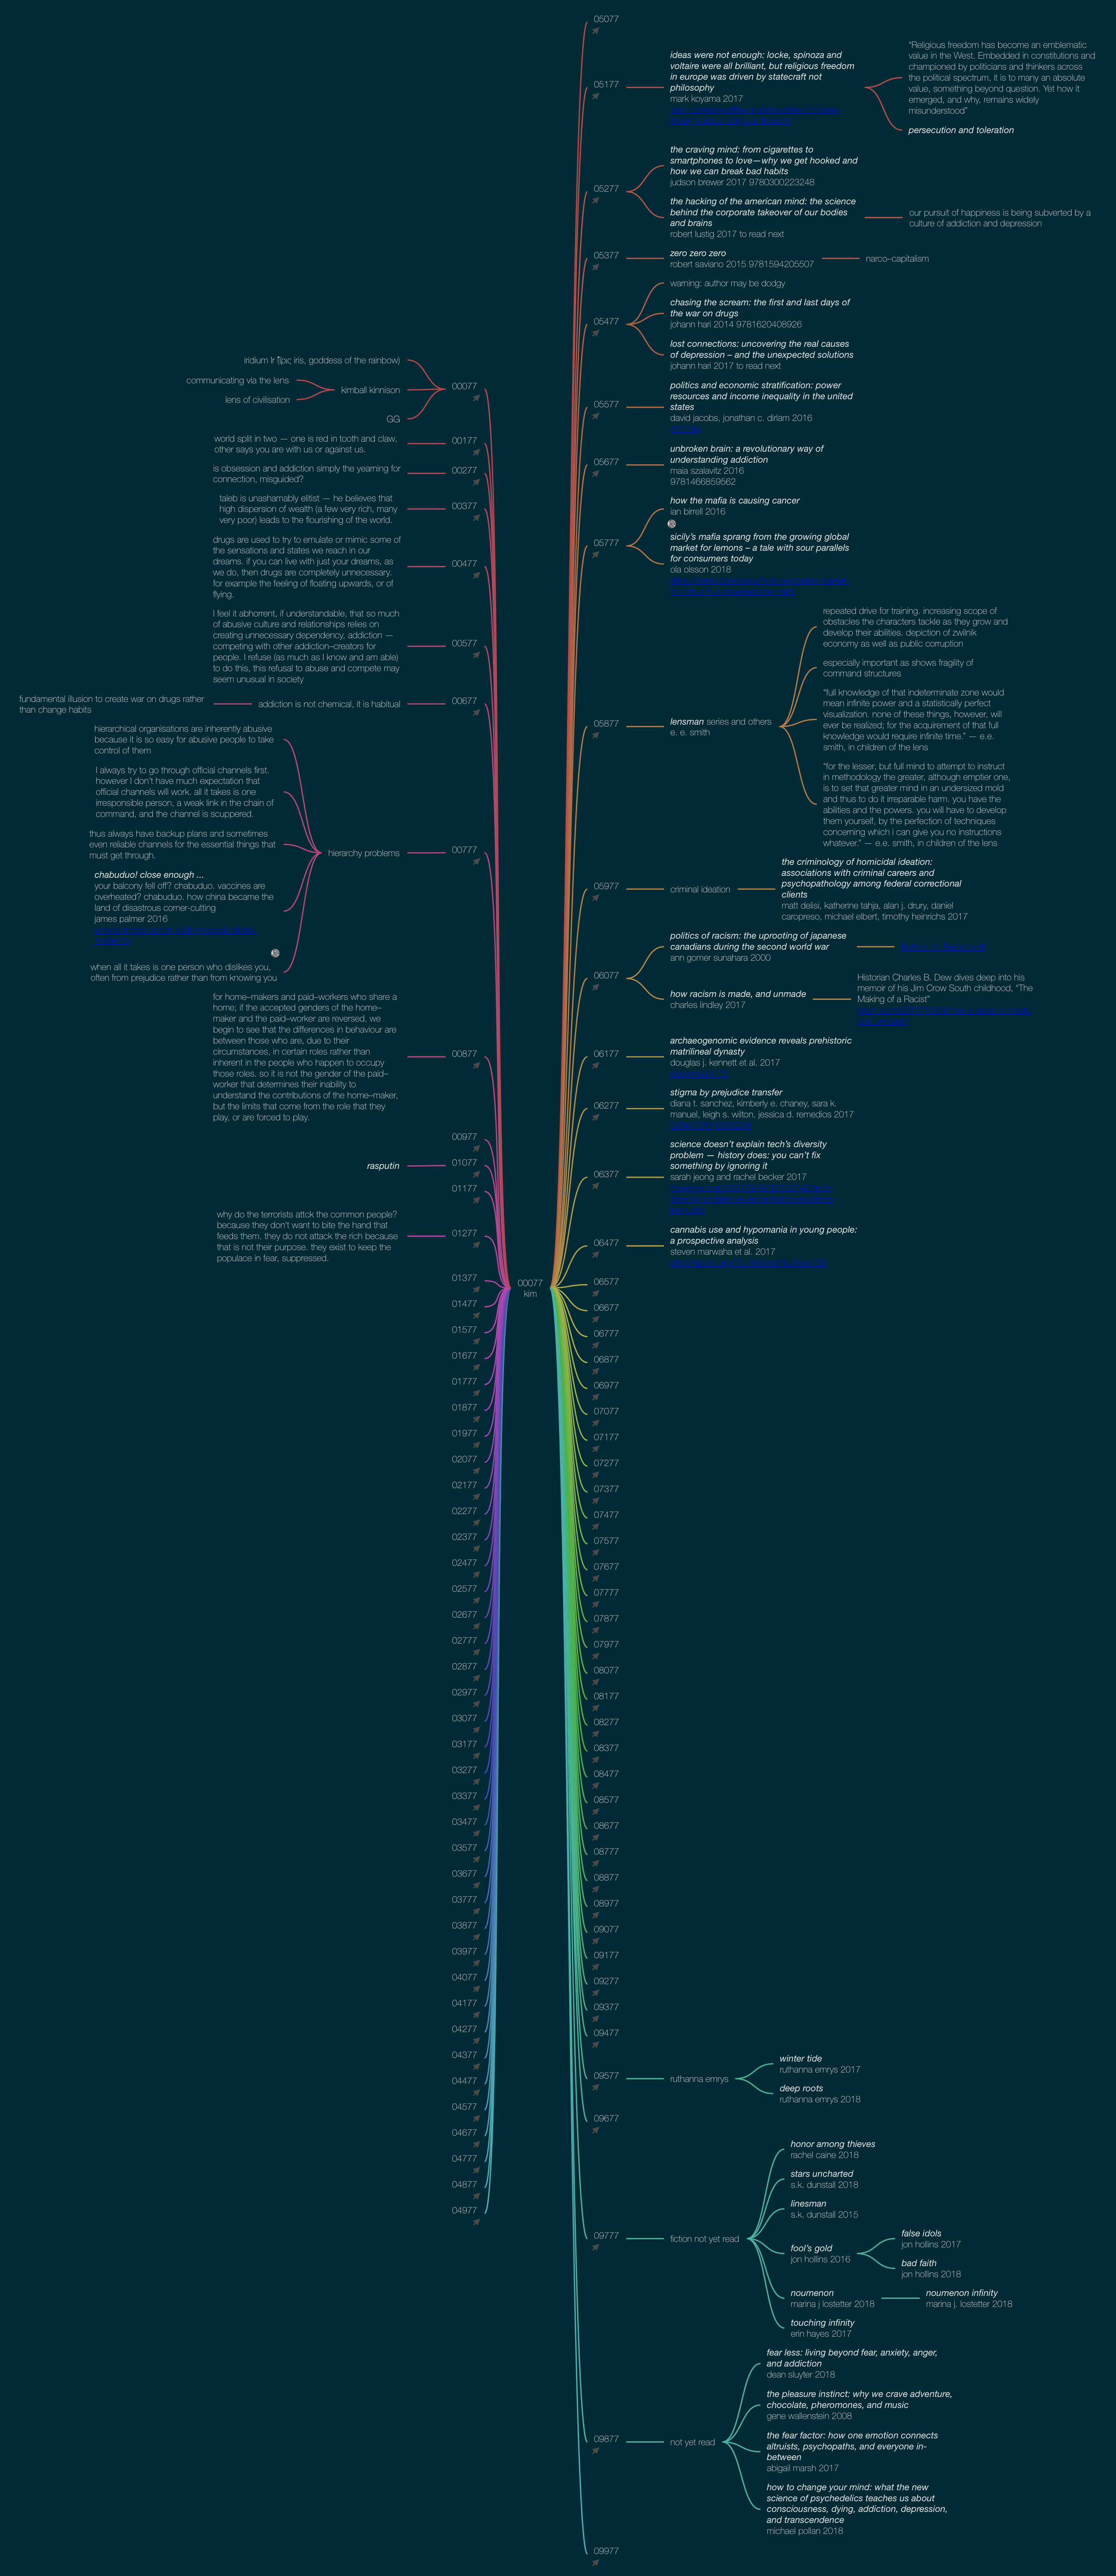 00077
kim
00077
iridium Ir
iris, goddess of the rainbow)
kimball kinnison
communicating via the lens
lens of civilisation
GG
00177
world split in two — one is red in tooth and claw,
other says you are with us or against us.
00277
is obsession and addiction simply the yearning for
connection, misguided?
00377
taleb is unashamably elitist — he believes that
high dispersion of wealth (a few very rich, many
very poor) leads to the flourishing of the world.
00477
drugs are used to try to emulate or mimic some of
the sensations and states we reach in our
dreams. if you can live with just your dreams, as
we do, then drugs are completely unnecessary.
for example the feeling of floating upwards, or of
flying.
00577
I feel it abhorrent, if understandable, that so much
of abusive culture and relationships relies on
creating unnecessary dependency, addiction —
competing with other addiction–creators for
people. I refuse (as much as I know and am able)
to do this, this refusal to abuse and compete may
seem unusual in society
00677
addiction is not chemical, it is habitual
fundamental illusion to create war on drugs rather
than change habits
00777
hierarchy problems
hierarchical organisations are inherently abusive
because it is so easy for abusive people to take
control of them
I always try to go through official channels first.
however I don't have much expectation that
official channels will work. all it takes is one
irresponsible person, a weak link in the chain of
command, and the channel is scuppered.
thus always have backup plans and sometimes
even reliable channels for the essential things that
must get through.
chabuduo! close enough ...
your balcony fell off? chabuduo. vaccines are
overheated? chabuduo. how china became the
land of disastrous corner-cutting
james palmer 2016
when all it takes is one person who dislikes you,
often from prejudice rather than from knowing you
00877
for home–makers and paid–workers who share a
home; if the accepted genders of the home–
maker and the paid–worker are reversed, we
begin to see that the differences in behaviour are
between those who are, due to their
circumstances, in certain roles rather than
inherent in the people who happen to occupy
those roles. so it is not the gender of the paid–
worker that determines their inability to
understand the contributions of the home–maker,
but the limits that come from the role that they
play, or are forced to play.
00977
01077
rasputin
01177
01277
why do the terrorists attck the common people?
because they don't want to bite the hand that
feeds them. they do not attack the rich because
that is not their purpose. they exist to keep the
populace in fear, suppressed.
01377
01477
01577
01677
01777
01877
01977
02077
02177
02277
02377
02477
02577
02677
02777
02877
02977
03077
03177
03277
03377
03477
03577
03677
03777
03877
03977
04077
04177
04277
04377
04477
04577
04677
04777
04877
04977
05077
05177
ideas were not enough: locke, spinoza and
voltaire were all brilliant, but religious freedom
in europe was driven by statecraft not
philosophy
mark koyama 2017
"Religious freedom has become an emblematic
value in the West. Embedded in constitutions and
championed by politicians and thinkers across
the political spectrum, it is to many an absolute
value, something beyond question. Yet how it
emerged, and why, remains widely
misunderstood"
persecution and toleration
05277
the craving mind: from cigarettes to
smartphones to love—why we get hooked and
how we can break bad habits
judson brewer 2017 9780300223248
the hacking of the american mind: the science
behind the corporate takeover of our bodies
and brains
robert lustig 2017 to read next
our pursuit of happiness is being subverted by a
culture of addiction and depression
05377
zero zero zero
robert saviano 2015 9781594205507
narco–capitalism
05477
warning: author may be dodgy
chasing the scream: the first and last days of
the war on drugs
johann hari 2014 9781620408926
lost connections: uncovering the real causes
of depression – and the unexpected solutions
johann hari 2017 to read next
05577
politics and economic stratification: power
resources and income inequality in the united
states
david jacobs, jonathan c. dirlam 2016
05677
unbroken brain: a revolutionary way of
understanding addiction
maia szalavitz 2016
9781466859562
05777
how the mafia is causing cancer
ian birrell 2016
sicily's mafia sprang from the growing global
market for lemons – a tale with sour parallels
for consumers today
ola olsson 2018
05877
lensman series and others
e. e. smith
repeated drive for training. increasing scope of
obstacles the characters tackle as they grow and
develop their abilities. depiction of zwilnik
economy as well as public corruption
especially important as shows fragility of
command structures
"full knowledge of that indeterminate zone would
mean infinite power and a statistically perfect
visualization. none of these things, however, will
ever be realized; for the acquirement of that full
knowledge would require infinite time." — e.e.
smith, in children of the lens
"for the lesser, but full mind to attempt to instruct
in methodology the greater, although emptier one,
is to set that greater mind in an undersized mold
and thus to do it irreparable harm. you have the
abilities and the powers. you will have to develop
them yourself, by the perfection of techniques
concerning which i can give you no instructions
whatever." — e.e. smith, in children of the lens
05977
criminal ideation
the criminology of homicidal ideation:
associations with criminal careers and
psychopathology among federal correctional
clients
matt delisi, katherine tahja, alan j. drury, daniel
caropreso, michael elbert, timothy heinrichs 2017
06077
politics of racism: the uprooting of japanese
canadians during the second world war
ann gomer sunahara 2000
how racism is made, and unmade
charles lindley 2017
Historian Charles B. Dew dives deep into his
memoir of his Jim Crow South childhood, "The
Making of a Racist"
06177
archaeogenomic evidence reveals prehistoric
matrilineal dynasty
douglas j. kennett et al. 2017
06277
stigma by prejudice transfer
diana t. sanchez, kimberly e. chaney, sara k.
manuel, leigh s. wilton, jessica d. remedios 2017
06377
science doesn't explain tech's diversity
problem — history does: you can't fix
something by ignoring it
sarah jeong and rachel becker 2017
06477
cannabis use and hypomania in young people:
a prospective analysis
steven marwaha et al. 2017
06577
06677
06777
06877
06977
07077
07177
07277
07377
07477
07577
07677
07777
07877
07977
08077
08177
08277
08377
08477
08577
08677
08777
08877
08977
09077
09177
09277
09377
09477
09577
ruthanna emrys
winter tide
ruthanna emrys 2017
deep roots
ruthanna emrys 2018
09677
09777
fiction not yet read
honor among thieves
rachel caine 2018
stars uncharted
s.k. dunstall 2018
linesman
s.k. dunstall 2015
fool's gold
jon hollins 2016
false idols
jon hollins 2017
bad faith
jon hollins 2018
noumenon
marina j lostetter 2018
noumenon infinity
marina j. lostetter 2018
touching infinity
erin hayes 2017
09877
not yet read
fear less: living beyond fear, anxiety, anger,
and addiction
dean sluyter 2018
the pleasure instinct: why we crave adventure,
chocolate, pheromones, and music
gene wallenstein 2008
the fear factor: how one emotion connects
altruists, psychopaths, and everyone in-
between
abigail marsh 2017
how to change your mind: what the new
science of psychedelics teaches us about
consciousness, dying, addiction, depression,
and transcendence
michael pollan 2018
09977